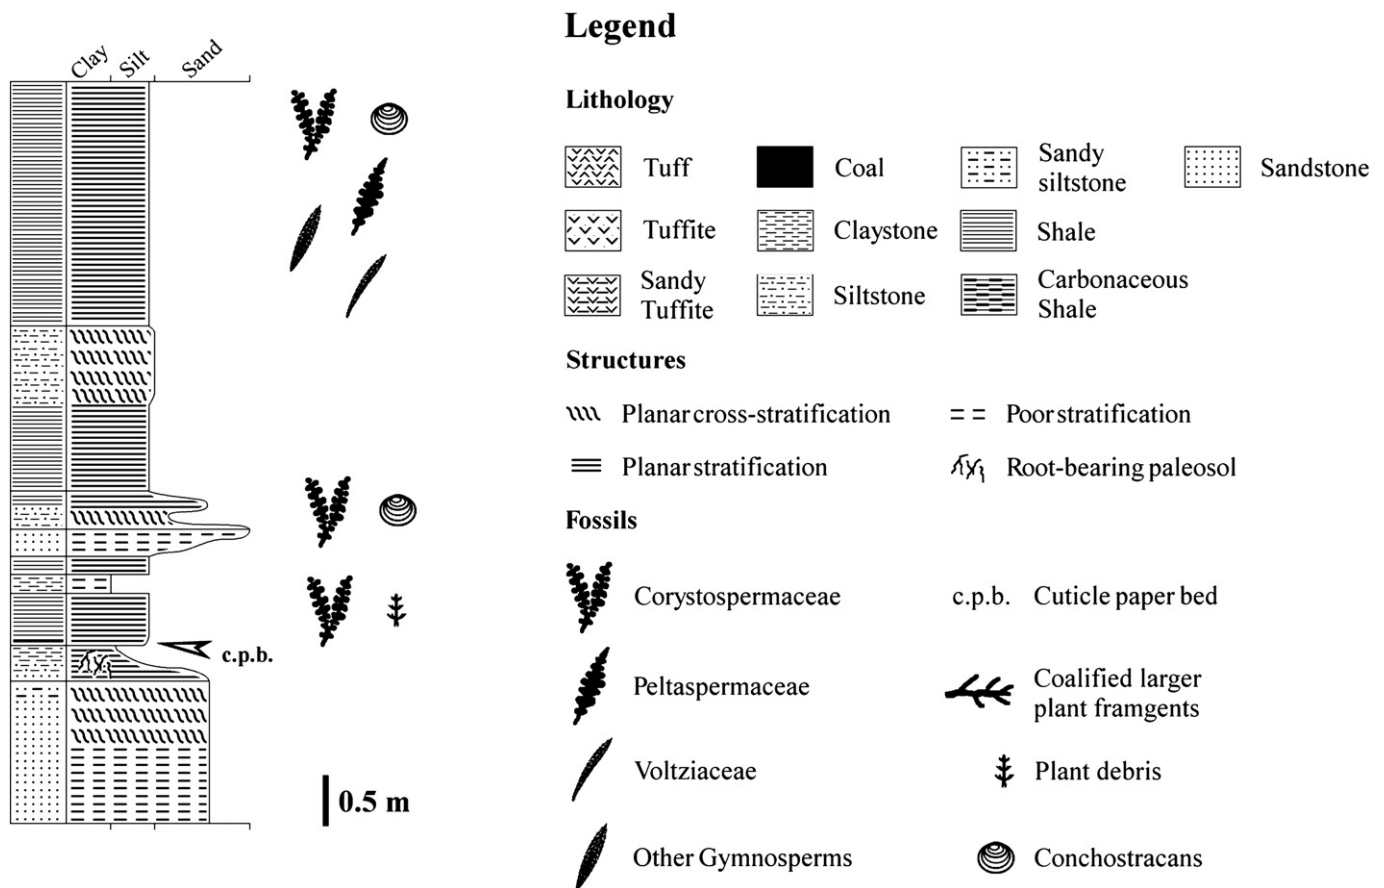 Legend
Clay Silt Sand
Lithology
Tuff
Coal
Sandy
siltstone
Sandstone
Tuffite
Claystone
Shale
Sandy
Tuffite
Siltstone
Carbonaceous
Shale
Structures
Planar cross-stratification
Poor stratification
Planar stratification
Root-bearing paleosol
Fossils
Corystospermaceae
c.p.b. Cuticle paper bed
c.p.b.
Peltaspermaceae
Coalified larger
plant framgents
0.5 m
Voltziaceae
Plant debris
Other Gymnosperms
Conchostracans